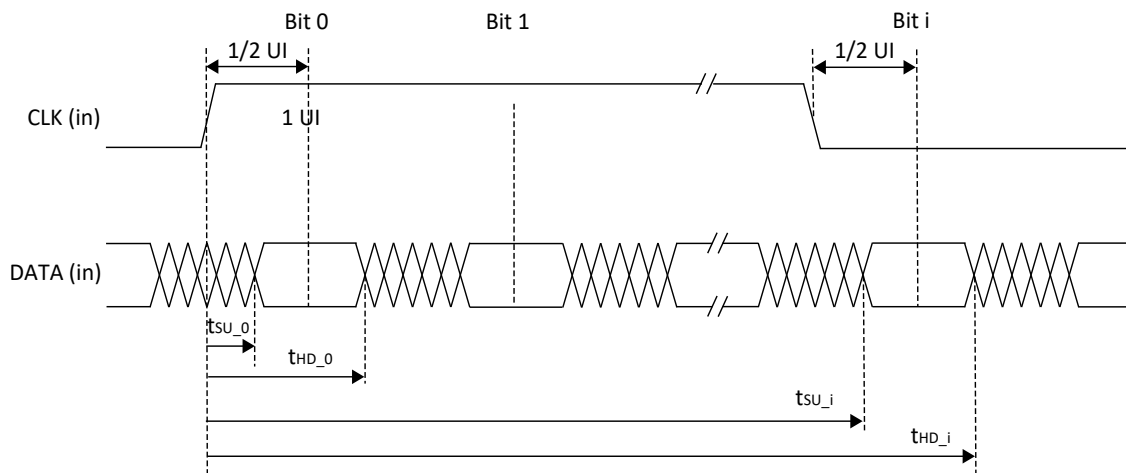 Bit 0
Bit 1
Bit i
1/2 UI
1/2 UI
CLK (in)
1 UI
DATA (in)
tSU_0
tHD_0
tSU_i
tHD_i